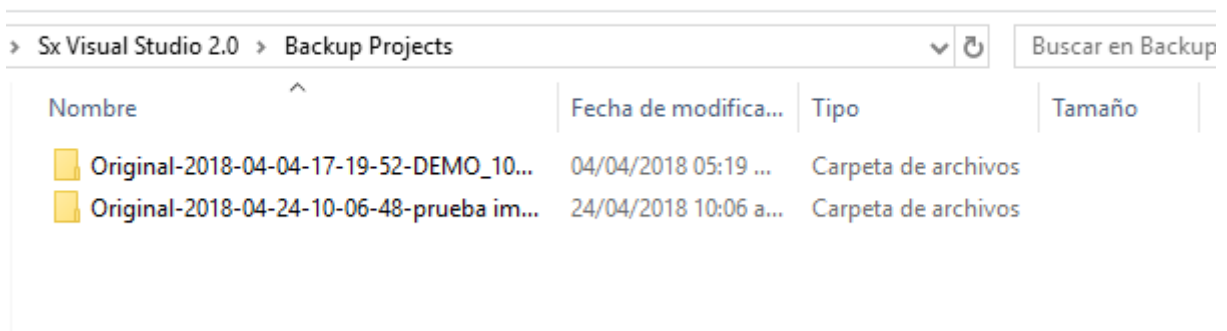 > Sx Visual Studio 2.0 > Backup Projects Buscar en Backup
Nombre Fecha de modifica... Tipo Tamaño
Original-2018-04-04-17-19-52-DEMO_10... 04/04/2018 05:19 ... Carpeta de archivos
Original-2018-04-24-10-06-48-prueba im... 24/04/2018 10:06 a... Carpeta de archivos